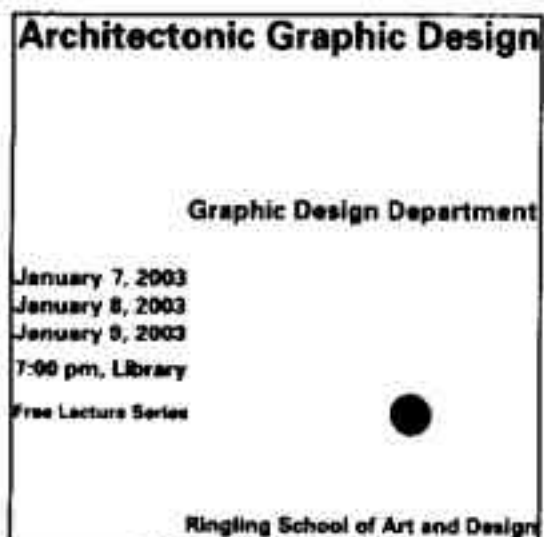 Architectonic Graphic Design
Graphic Design Department
January 7, 2003
January 8, 2003
January 9, 2003
7:00 pm, Library
Free Lecture Series
Ringling School of Art and Design